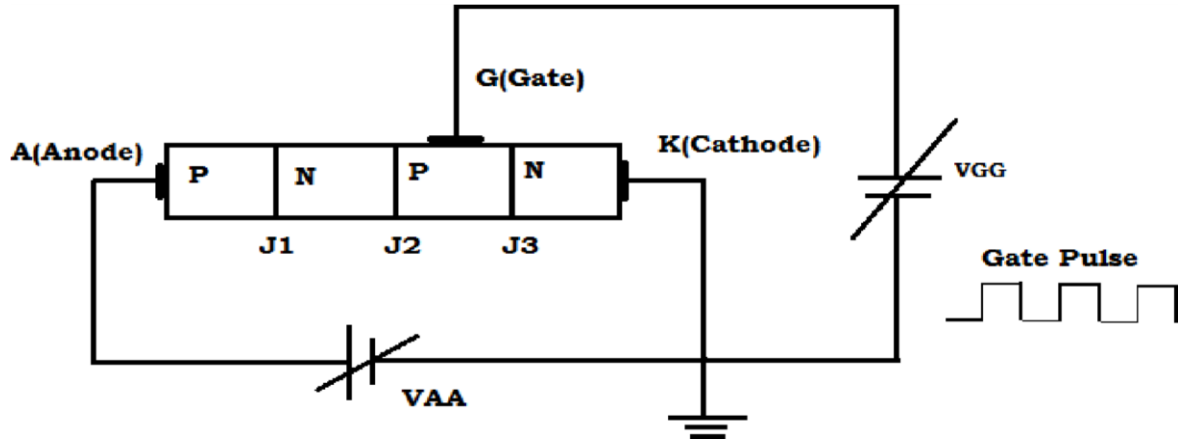 G(Gate)
A(Anode)
K(Cathode)
P
N
P
N
VGG
J1
J2
J3
Gate Pulse
VAA